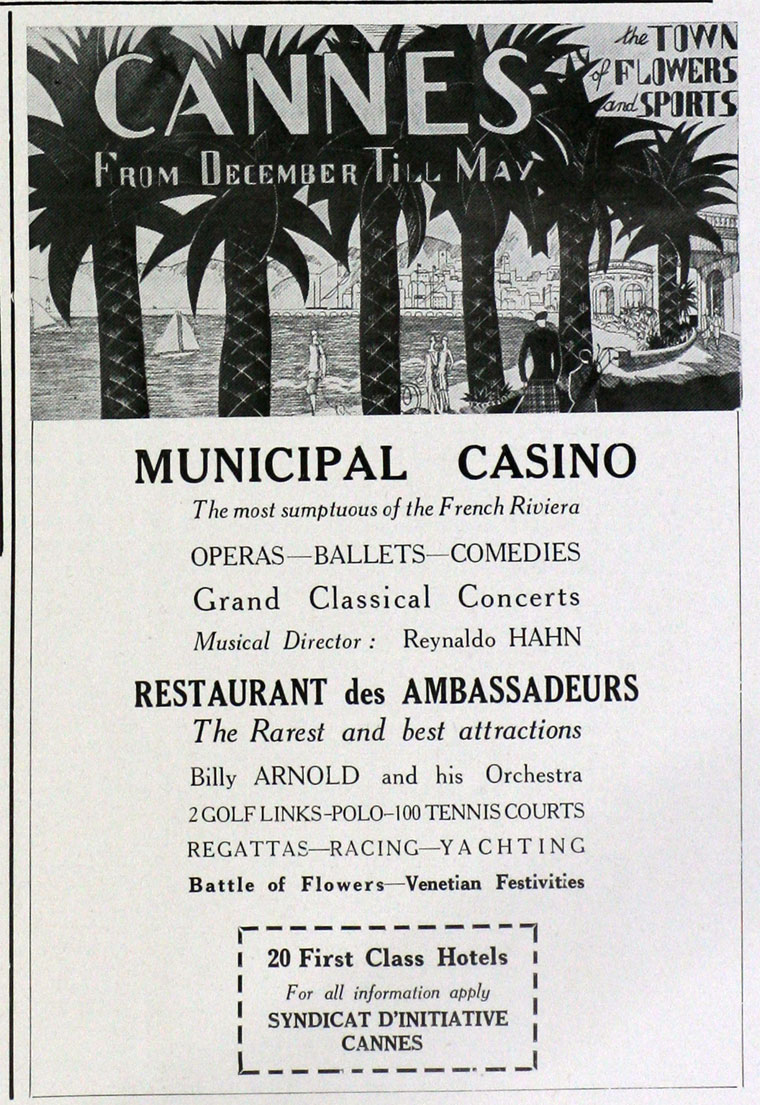 CANNES
FROM DECEMBER TILL MAY
the TOWN
of FLOWERS
and SPORTS
MUNICIPAL CASINO
The most sumptuous of the French Riviera
OPERAS—BALLETS—COMEDIES
Grand Classical Concerts
Musical Director : Reynaldo HAHN
RESTAURANT des AMBASSADEURS
The Rarest and best attractions
Billy ARNOLD and his Orchestra
2 GOLF LINKS-POLO-100 TENNIS COURTS
REGATTAS—RACING—YACHTING
Battle of Flowers—Venetian Festivities
20 First Class Hotels
For all information apply
SYNDICAT D'INITIATIVE
CANNES